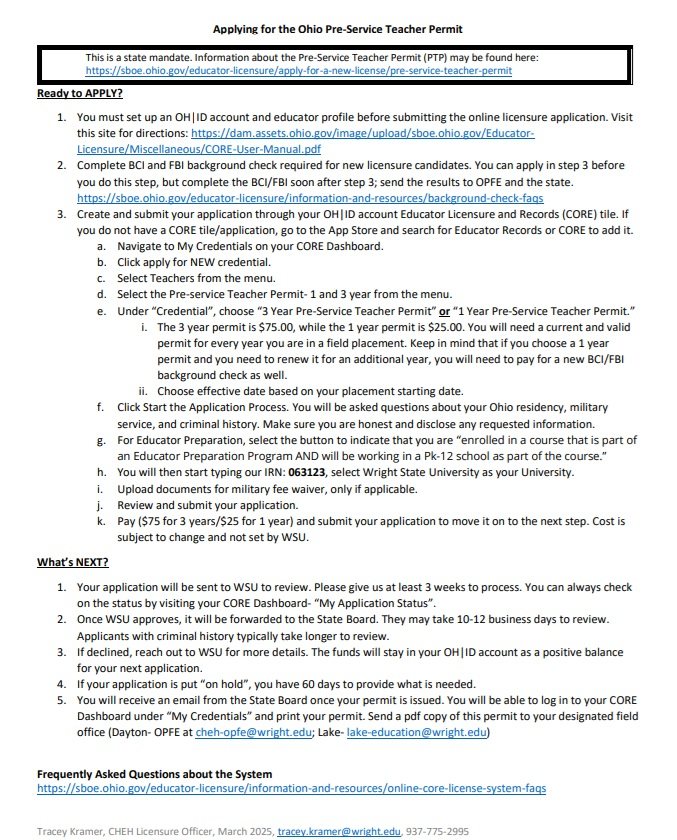 Applying for the Ohio Pre-Service Teacher Permit
This is a state mandate. Information about the Pre-Service Teacher Permit (PTP) may be found here:
https://sboe.ohio.gov/educator-licensure/apply-for-a-new-license/pre-service-teacher-permit
Ready to APPLY?
1. You must set up an OH|ID account and educator profile before submitting the online licensure application. Visit
this site for directions: https://dam.assets.ohio.gov/image/upload/sboe.ohio.gov/Educator-
Licensure/Miscellaneous/CORE-User-Manual.pdf
2. Complete BCI and FBI background check required for new licensure candidates. You can apply in step 3 before
you do this step, but complete the BCI/FBI soon after step 3; send the results to OPFE and the state.
https://sboe.ohio.gov/educator-licensure/information-and-resources/background-check-faqs
3. Create and submit your application through your OH|ID account Educator Licensure and Records (CORE) tile. If
you do not have a CORE tile/application, go to the App Store and search for Educator Records or CORE to add it.
a. Navigate to My Credentials on your CORE Dashboard.
b. Click apply for NEW credential.
c. Select Teachers from the menu.
d. Select the Pre-service Teacher Permit- 1 and 3 year from the menu.
e. Under “Credential”, choose “3 Year Pre-Service Teacher Permit” or “1 Year Pre-Service Teacher Permit.”
i. The 3 year permit is $75.00, while the 1 year permit is $25.00. You will need a current and valid
permit for every year you are in a field placement. Keep in mind that if you choose a 1 year
permit and you need to renew it for an additional year, you will need to pay for a new BCI/FBI
background check as well.
ii. Choose effective date based on your placement starting date.
f. Click Start the Application Process. You will be asked questions about your Ohio residency, military
service, and criminal history. Make sure you are honest and disclose any requested information.
g. For Educator Preparation, select the button to indicate that you are “enrolled in a course that is part of
an Educator Preparation Program AND will be working in a Pk-12 school as part of the course.”
h. You will then start typing our IRN: 063123, select Wright State University as your University.
i. Upload documents for military fee waiver, only if applicable.
j. Review and submit your application.
k. Pay ($75 for 3 years/$25 for 1 year) and submit your application to move it on to the next step. Cost is
subject to change and not set by WSU.
What’s NEXT?
1. Your application will be sent to WSU to review. Please give us at least 3 weeks to process. You can always check
on the status by visiting your CORE Dashboard- “My Application Status”.
2. Once WSU approves, it will be forwarded to the State Board. They may take 10-12 business days to review.
Applicants with criminal history typically take longer to review.
3. If declined, reach out to WSU for more details. The funds will stay in your OH|ID account as a positive balance
for your next application.
4. If your application is put “on hold”, you have 60 days to provide what is needed.
5. You will receive an email from the State Board once your permit is issued. You will be able to log in to your CORE
Dashboard under “My Credentials” and print your permit. Send a pdf copy of this permit to your designated field
office (Dayton- OPFE at cheh-opfe@wright.edu; Lake- lake-education@wright.edu)
Frequently Asked Questions about the System
https://sboe.ohio.gov/educator-licensure/information-and-resources/online-core-license-system-faqs
Tracey Kramer, CHEH Licensure Officer, March 2025, tracey.kramer@wright.edu, 937-775-2995